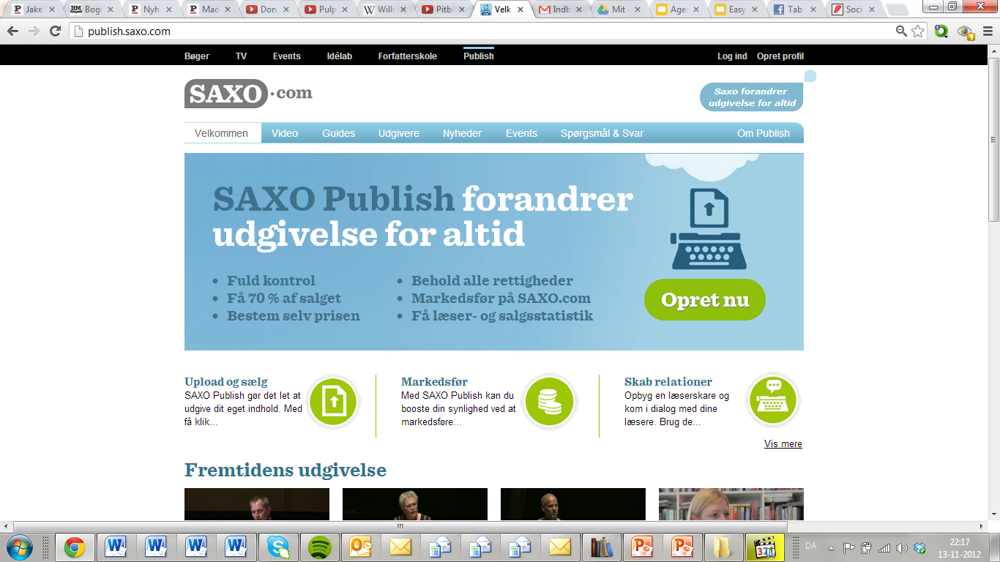 Jake
Bogr
Nyh
Mad
Don
Pulp
Willi
Pitb
Velk
Indb
Mit
Age
Easy
Tab
Soci
publish.saxo.com
Bøger TV Events Idélab Forfatterskole Publish Log ind Opret profil
SAXO.com
Saxo forandrer
udgivelse for altid
Velkommen Video Guides Udgivere Nyheder Events Spørgsmål & Svar Om Publish
SAXO Publish forandrer
udgivelse for altid
• Fuld kontrol
• Få 70 % af salget
• Bestem selv prisen
• Behold alle rettigheder
• Markedsfør på SAXO.com
• Få læser- og salgsstatistik
Opret nu
Upload og sælg
SAXO Publish gør det let at
udgive dit eget indhold. Med
få klik...
Markedsfør
Med SAXO Publish kan du
booste din synlighed ved at
markedsføre...
Skab relationer
Opbyg en læserskare og
kom i dialog med dine
læsere. Brug de...
Vis mere
Fremtidens udgivelse
DA
22:17
13-11-2012